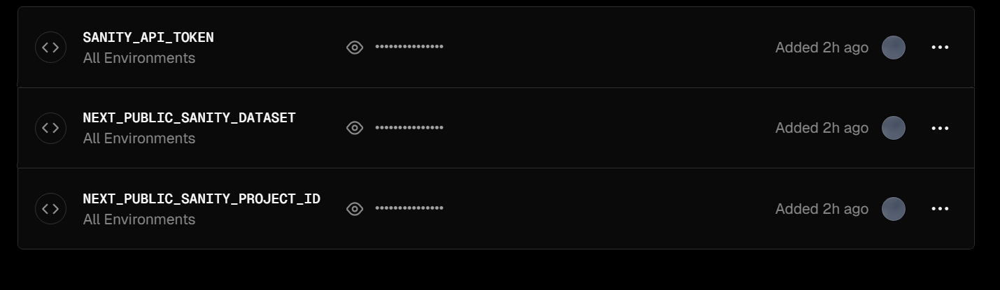 SANITY_API_TOKEN
All Environments
•••••••••••••••
Added 2h ago
NEXT_PUBLIC_SANITY_DATASET
All Environments
•••••••••••••••
Added 2h ago
NEXT_PUBLIC_SANITY_PROJECT_ID
All Environments
•••••••••••••••
Added 2h ago